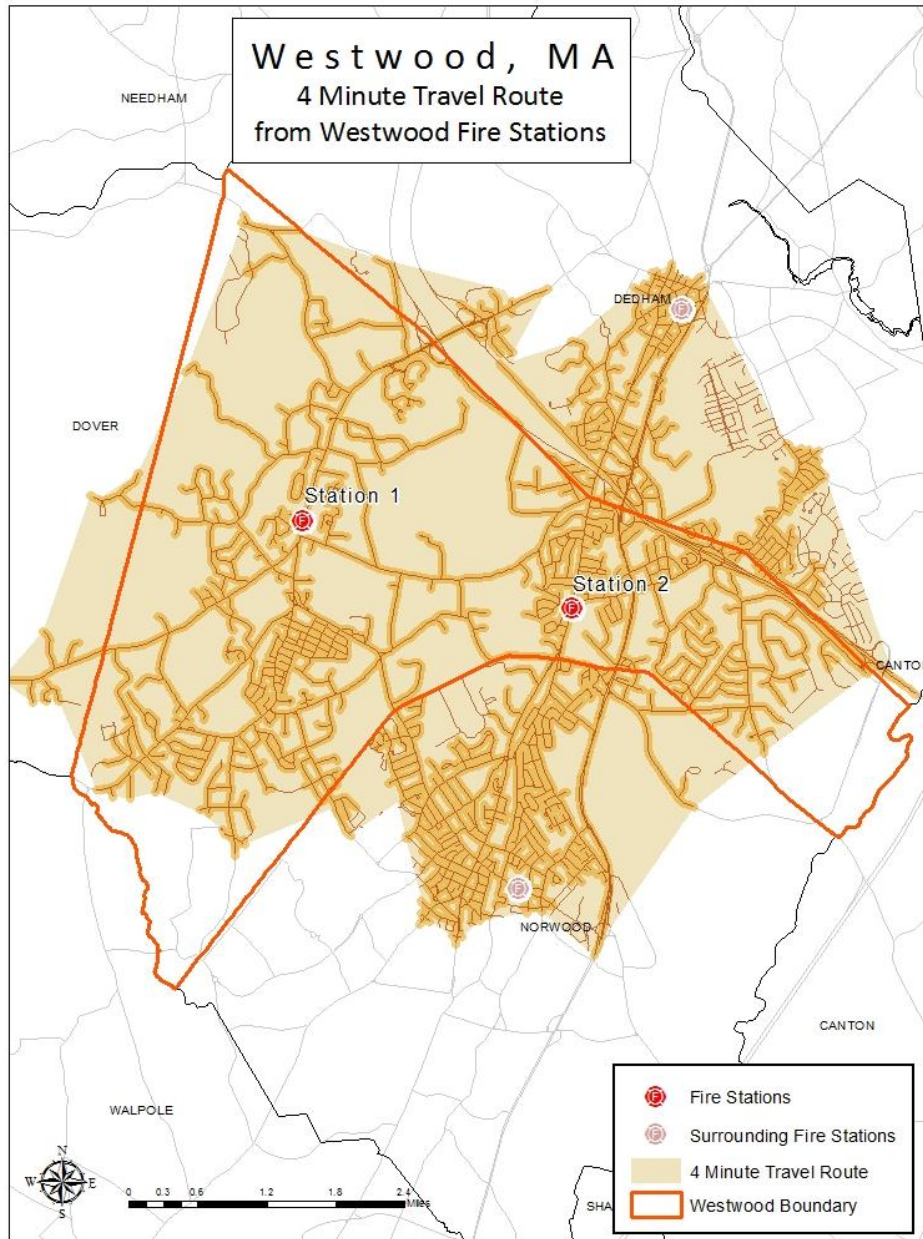 Westwood, MA
4 Minute Travel Route
from Westwood Fire Stations
NEEDHAM
DEDHAM
DOVER
Station 1
Station 2
CANTO
NORWOOD
CANTON
WALPOLE
N
W E
S
0 0.3 0.6 1.2 1.8 2.4
Miles
SHA
F Fire Stations
F Surrounding Fire Stations
4 Minute Travel Route
Westwood Boundary